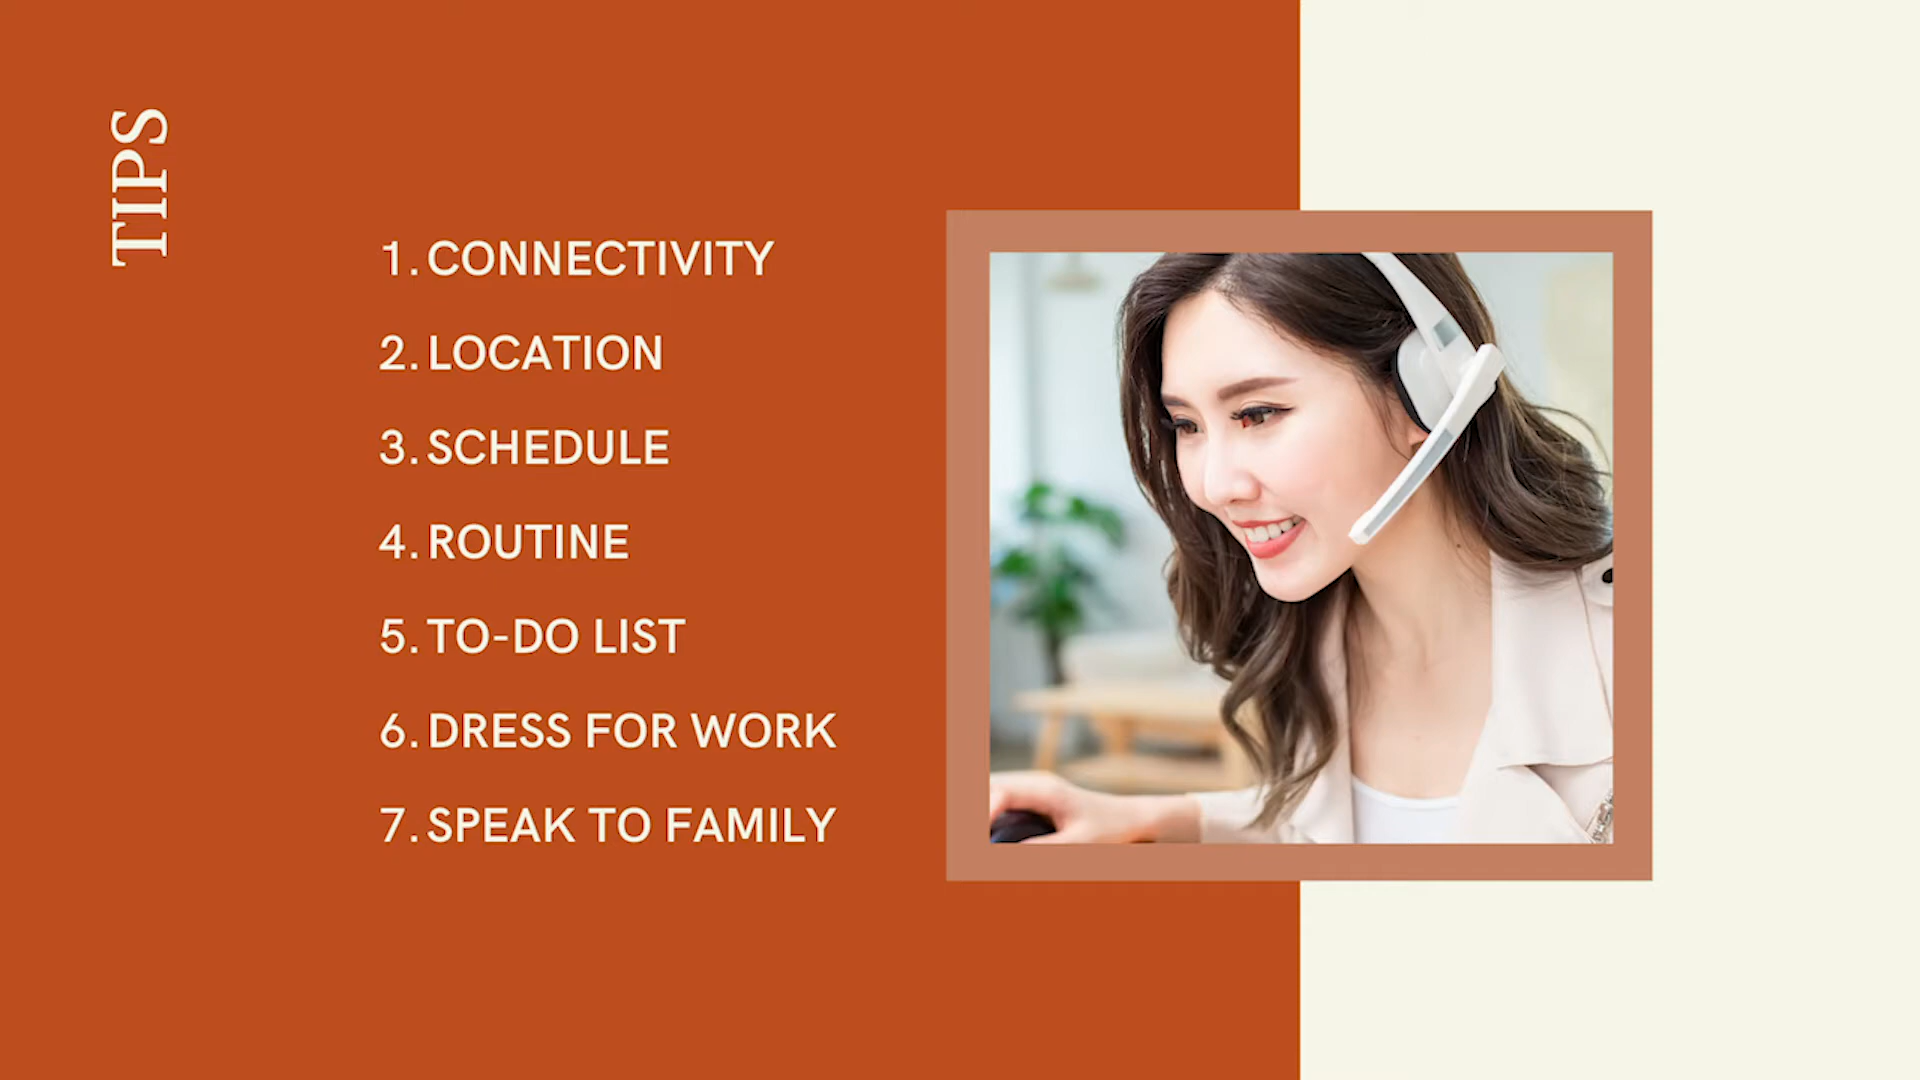 TIPS
1. CONNECTIVITY
2. LOCATION
3. SCHEDULE
4. ROUTINE
5. TO-DO LIST
6. DRESS FOR WORK
7. SPEAK TO FAMILY